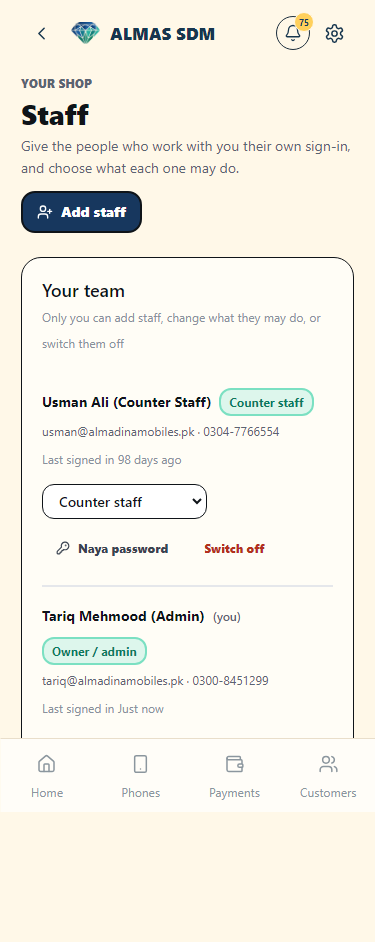 ALMAS SDM
75
YOUR SHOP
Staff
Give the people who work with you their own sign-in,
and choose what each one may do.
Add staff
Your team
Only you can add staff, change what they may do, or
switch them off
Usman Ali (Counter Staff) Counter staff
usman@almadinamobiles.pk · 0304-7766554
Last signed in 98 days ago
Counter staff
Naya password Switch off
Tariq Mehmood (Admin) (you)
Owner / admin
tariq@almadinamobiles.pk · 0300-8451299
Last signed in Just now
Home Phones Payments Customers